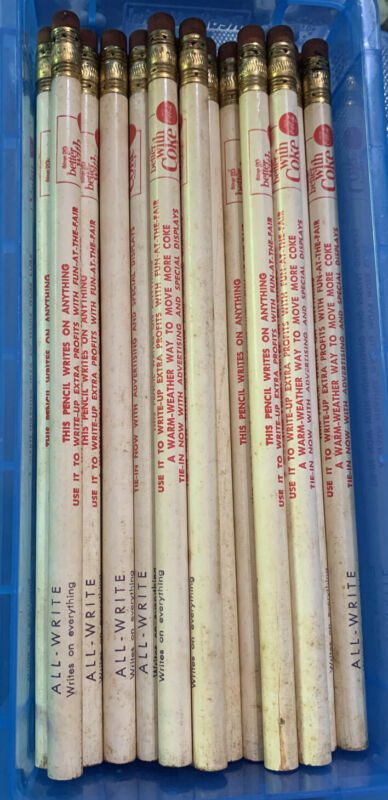 things go
better
with
Coke
THIS PENCIL WRITES ON ANYTHING
USE IT TO WRITE-UP EXTRA PROFITS WITH FUN-AT-THE-FAIR
A WARM-WEATHER WAY TO MOVE MORE COKE
TIE-IN NOW WITH ADVERTISING AND SPECIAL DISPLAYS
ALL-WRITE
Writes on everything